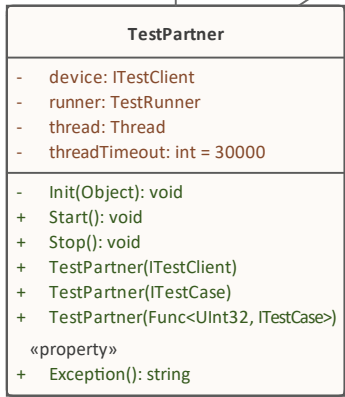 TestPartner
- device: ITestClient
- runner: TestRunner
- thread: Thread
- threadTimeout: int = 30000
- Init(Object): void
+ Start(): void
+ Stop(): void
+ TestPartner(ITestClient)
+ TestPartner(ITestCase)
+ TestPartner(Func<UInt32, ITestCase>)
«property»
+ Exception(): string